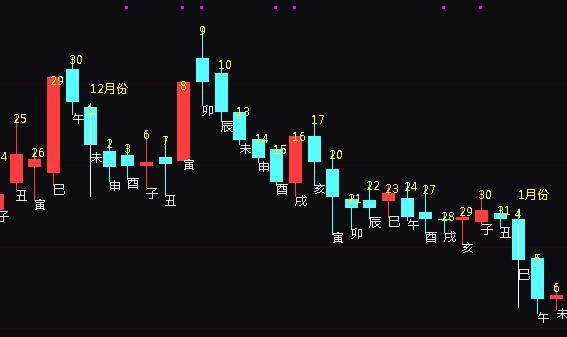 4
子
25
丑
26
寅
29
巳
30
午
12月份
4
未
2
申
3
酉
6
子
7
丑
8
寅
9
卯
10
辰
13
未
14
申
15
酉
16
戌
17
亥
20
寅
21
卯
22
辰
23
巳
24
午
27
酉
28
戌
29
亥
30
子
31
丑
1月份
4
巳
5
午
6
未